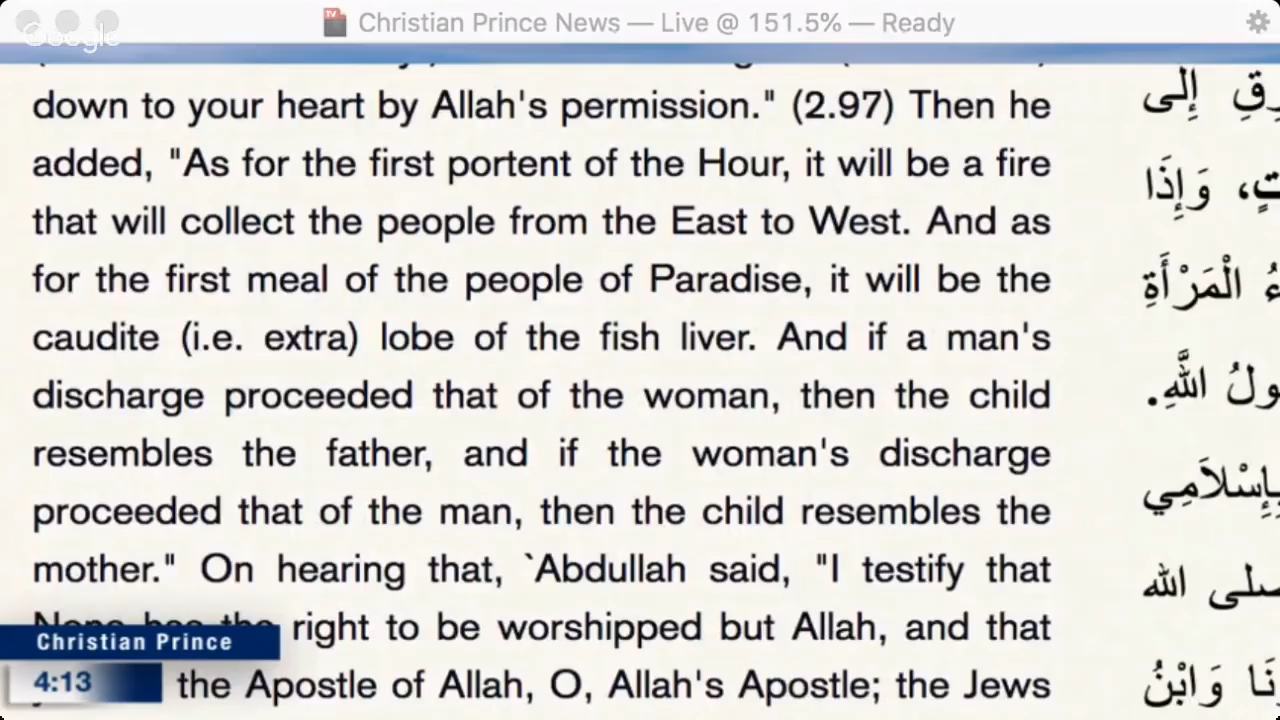 Christian Prince News — Live @ 151.5% — Ready
Google
down to your heart by Allah's permission." (2.97) Then he
added, "As for the first portent of the Hour, it will be a fire
that will collect the people from the East to West. And as
for the first meal of the people of Paradise, it will be the
caudite (i.e. extra) lobe of the fish liver. And if a man's
discharge proceeded that of the woman, then the child
resembles the father, and if the woman's discharge
proceeded that of the man, then the child resembles the
mother." On hearing that, `Abdullah said, "I testify that
None has the right to be worshipped but Allah, and that
the Apostle of Allah, O, Allah's Apostle; the Jews
إِلَى
وَإِذَا
الْمَرْأَةِ
اللَّهِ.
صلى الله
وَابْنُ
Christian Prince
4:13